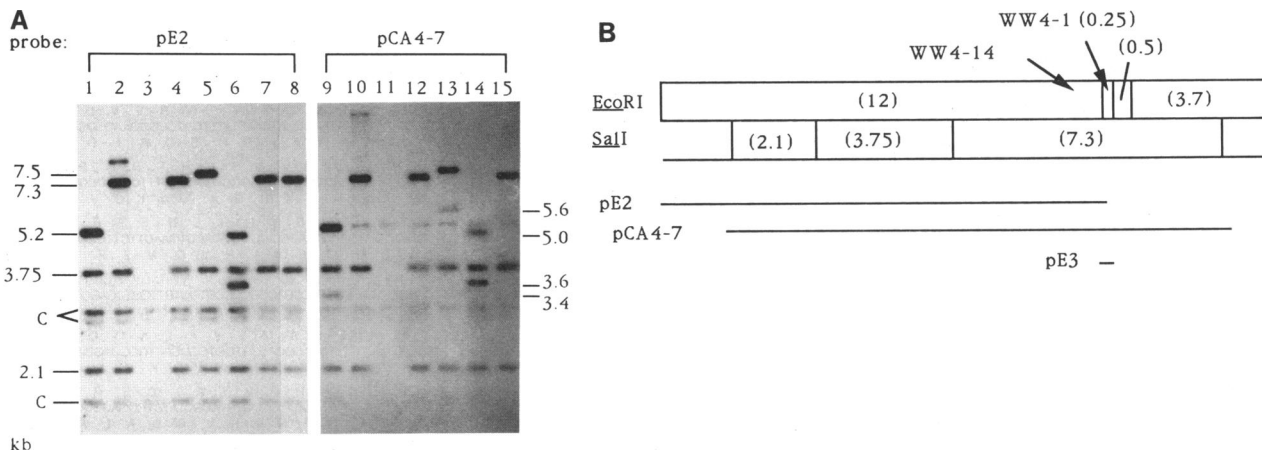 A
probe:
pE2
pCA4-7
1 2 3 4 5 6 7 8
9 10 11 12 13 14 15
7.5
7.3
5.2
3.75
C
2.1
C
kb
5.6
5.0
3.6
3.4
B
WW4-1 (0.25)
WW4-14
(0.5)
EcoRI
(12)
(3.7)
SalI
(2.1)
(3.75)
(7.3)
pE2
pCA4-7
pE3